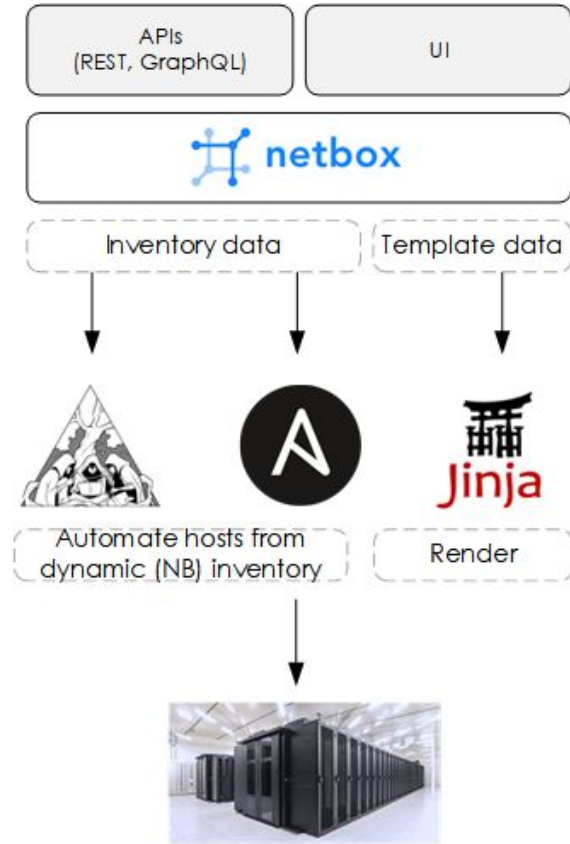 APIs
(REST, GraphQL)
UI
netbox
Inventory data
Template data
Jinja
Automate hosts from
dynamic (NB) inventory
Render